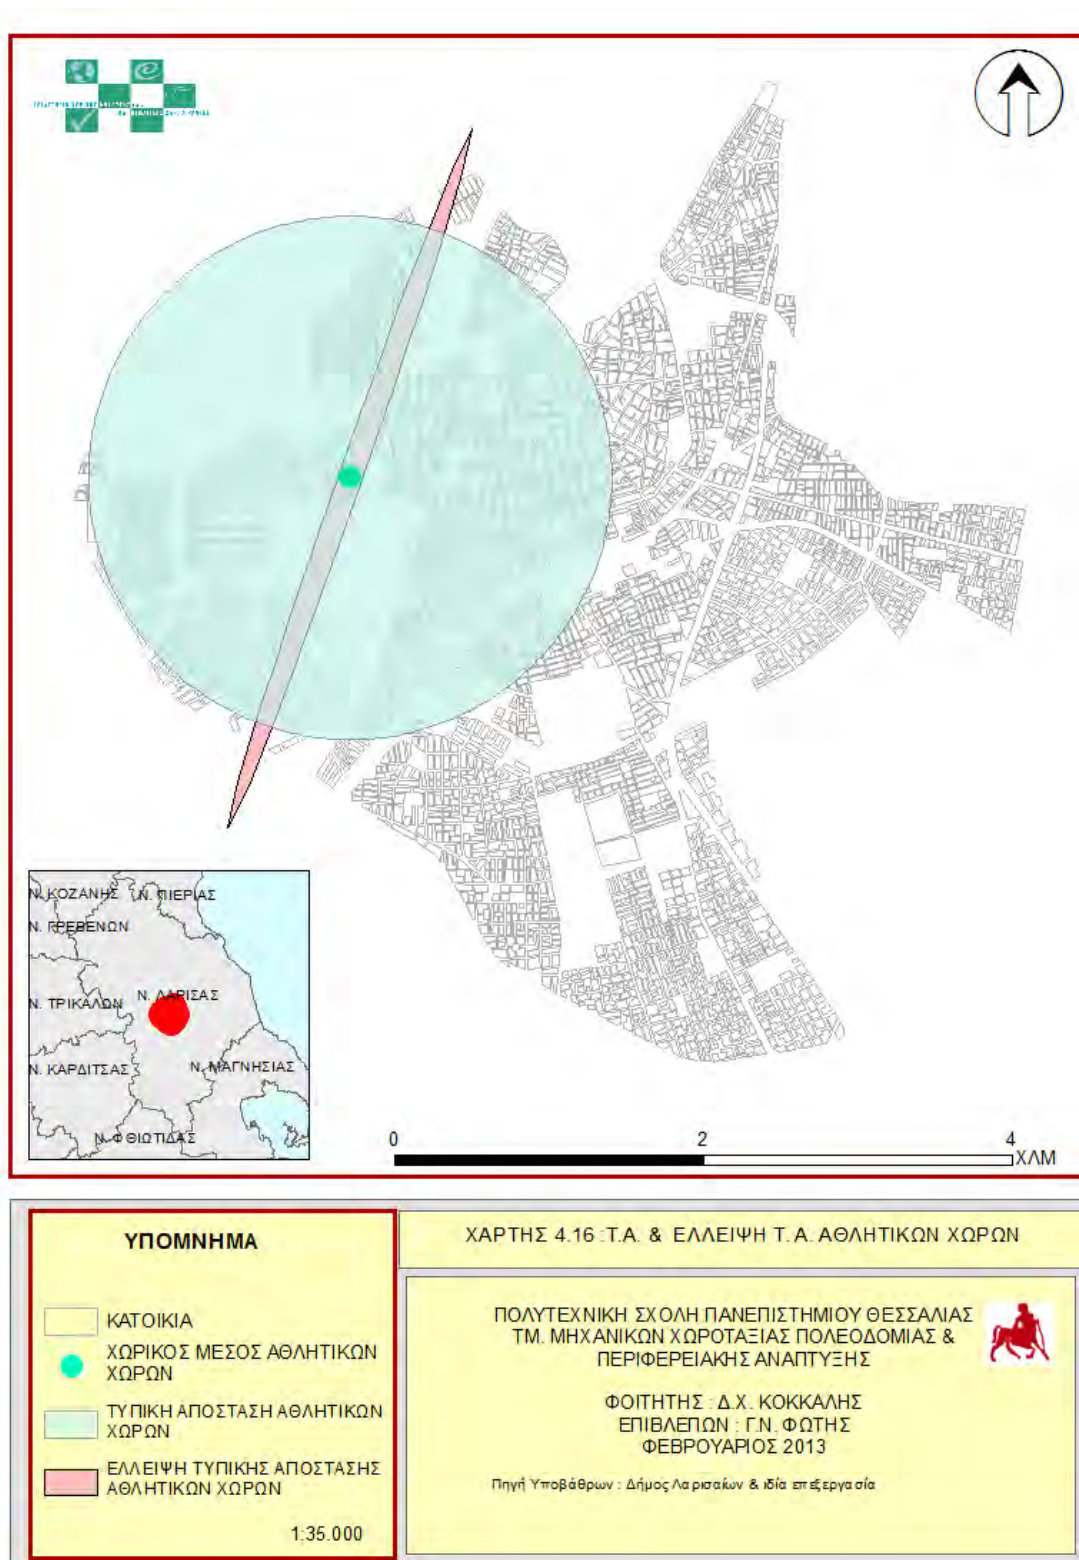 Ν. ΚΟΖΑΝΗΣ
Ν. ΠΙΕΡΙΑΣ
Ν. ΓΡΕΒΕΝΩΝ
Ν. ΤΡΙΚΑΛΩΝ
Ν. ΛΑΡΙΣΑΣ
Ν. ΚΑΡΔΙΤΣΑΣ
Ν. ΜΑΓΝΗΣΙΑΣ
Ν. ΦΘΙΩΤΙΔΑΣ
0 2 4
ΧΛΜ
ΥΠΟΜΝΗΜΑ
ΚΑΤΟΙΚΙΑ
ΧΩΡΙΚΟΣ ΜΕΣΟΣ ΑΘΛΗΤΙΚΩΝ
ΧΩΡΩΝ
ΤΥΠΙΚΗ ΑΠΟΣΤΑΣΗ ΑΘΛΗΤΙΚΩΝ
ΧΩΡΩΝ
ΕΛΛΕΙΨΗ ΤΥΠΙΚΗΣ ΑΠΟΣΤΑΣΗΣ
ΑΘΛΗΤΙΚΩΝ ΧΩΡΩΝ
1:35.000
ΧΑΡΤΗΣ 4.16 :Τ.Α. & ΕΛΛΕΙΨΗ Τ. Α. ΑΘΛΗΤΙΚΩΝ ΧΩΡΩΝ
ΠΟΛΥΤΕΧΝΙΚΗ ΣΧΟΛΗ ΠΑΝΕΠΙΣΤΗΜΙΟΥ ΘΕΣΣΑΛΙΑΣ
ΤΜ. ΜΗΧΑΝΙΚΩΝ ΧΩΡΟΤΑΞΙΑΣ ΠΟΛΕΟΔΟΜΙΑΣ &
ΠΕΡΙΦΕΡΕΙΑΚΗΣ ΑΝΑΠΤΥΞΗΣ
ΦΟΙΤΗΤΗΣ : Δ.Χ. ΚΟΚΚΑΛΗΣ
ΕΠΙΒΛΕΠΩΝ : Γ.Ν. ΦΩΤΗΣ
ΦΕΒΡΟΥΑΡΙΟΣ 2013
Πηγή Υποβάθρων : Δήμος Λαρισαίων & ιδία επεξεργασία